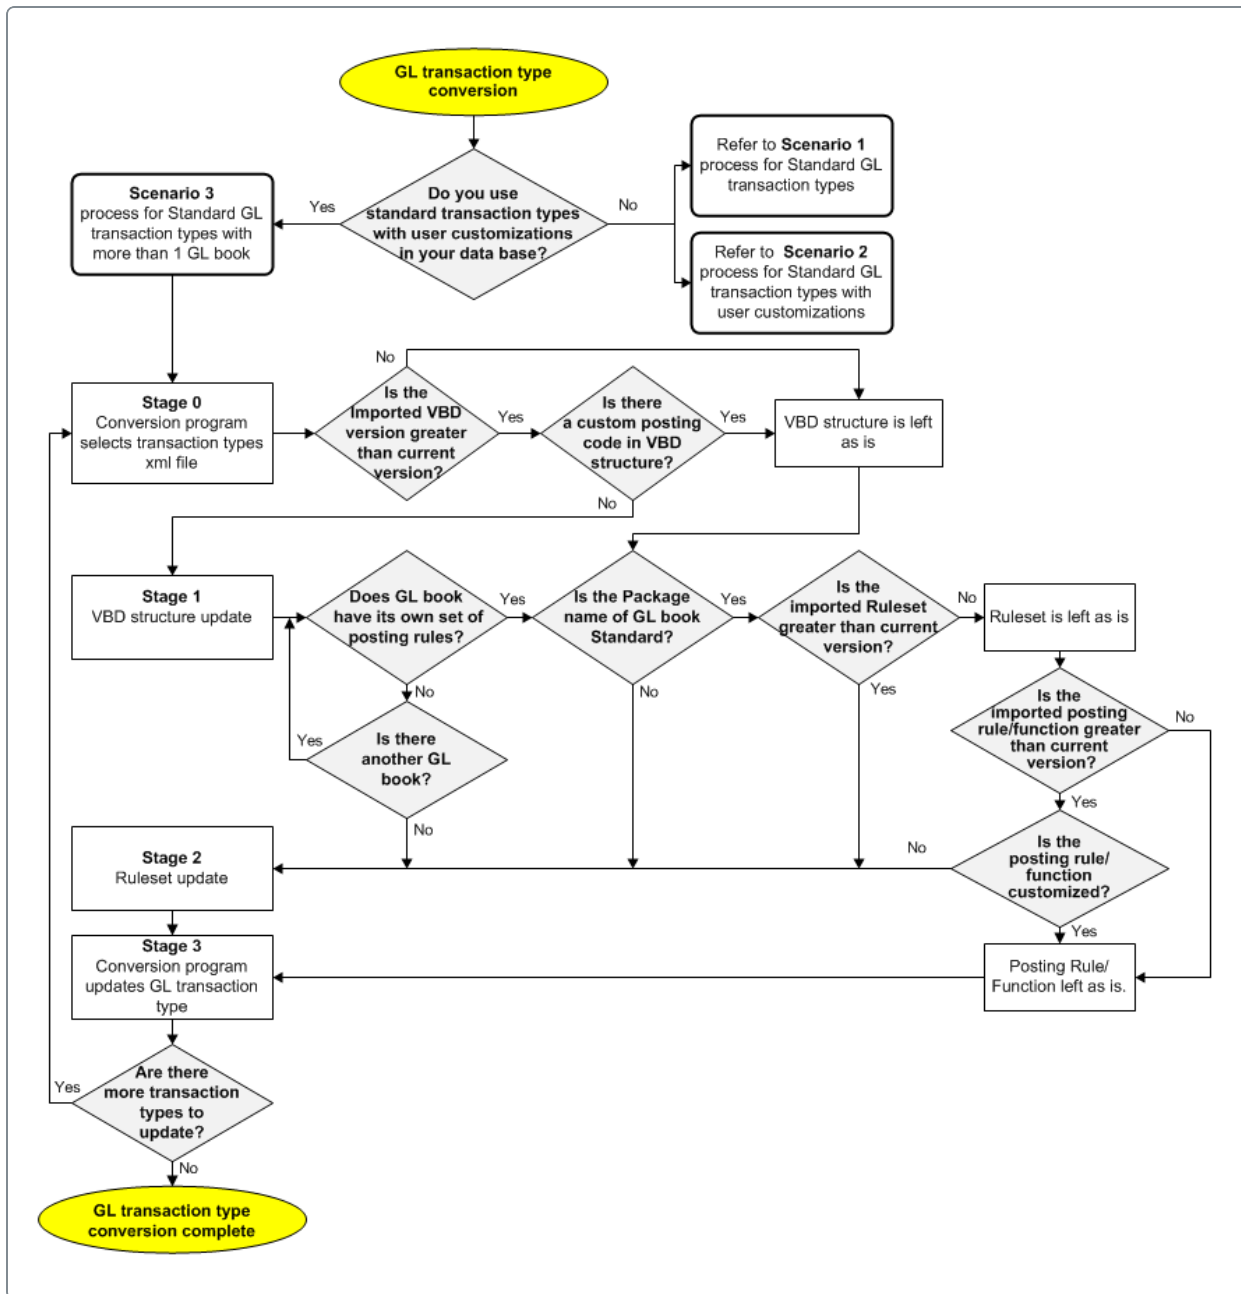 GL transaction type
conversion
Do you use
standard transaction types
with user customizations
in your data base?
Yes
No
Scenario 3
process for Standard GL
transaction types with
more than 1 GL book
Refer to Scenario 1
process for Standard GL
transaction types
Refer to Scenario 2
process for Standard GL
transaction types with
user customizations
Stage 0
Conversion program
selects transaction types
xml file
Is the
Imported VBD
version greater
than current
version?
No
Yes
Is there
a custom posting
code in VBD
structure?
Yes
No
VBD structure is left
as is
Stage 1
VBD structure update
Does GL book
have its own set of
posting rules?
Yes
No
Is there
another GL
book?
Yes
No
Is the Package
name of GL book
Standard?
Yes
No
Is the
imported Ruleset
greater than current
version?
No
Yes
Ruleset is left as is
Is the
imported posting
rule/function greater
than current
version?
No
Yes
Is the
posting rule/
function
customized?
No
Yes
Posting Rule/
Function left as is.
Stage 2
Ruleset update
Stage 3
Conversion program
updates GL transaction
type
Are there
more transaction
types to
update?
Yes
No
GL transaction type
conversion complete